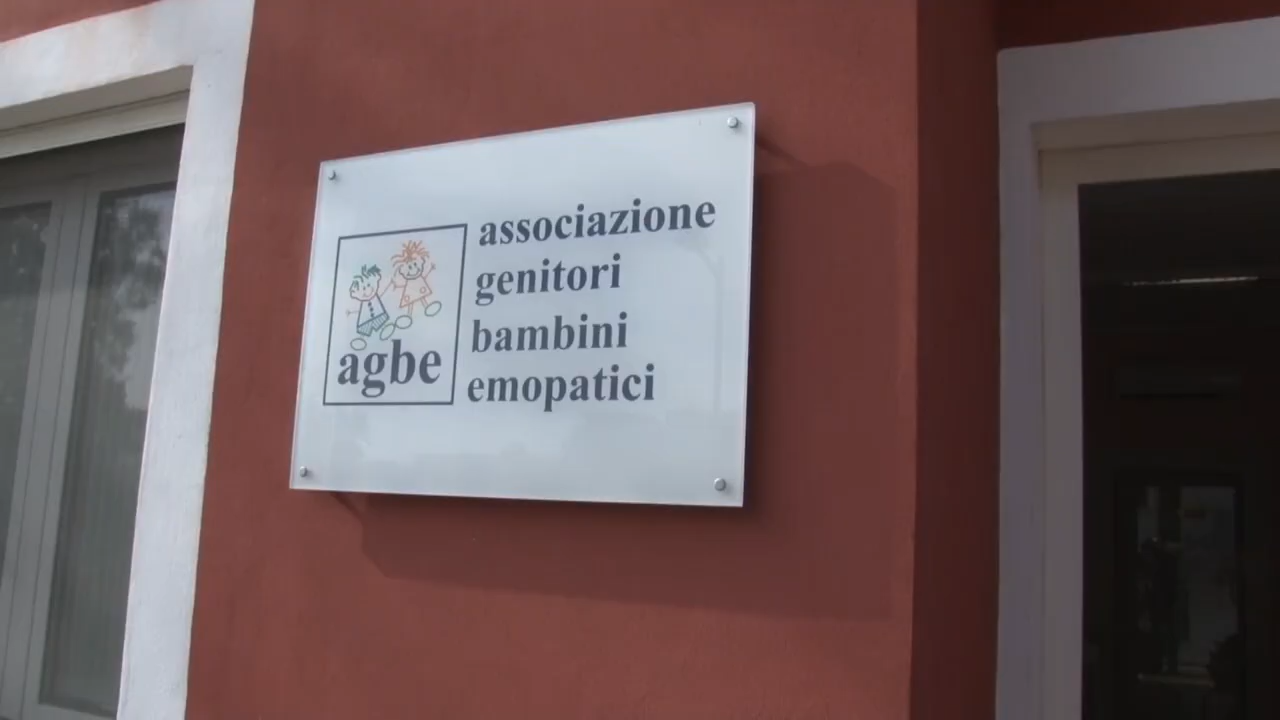 agbe
associazione
genitori
bambini
emopatici